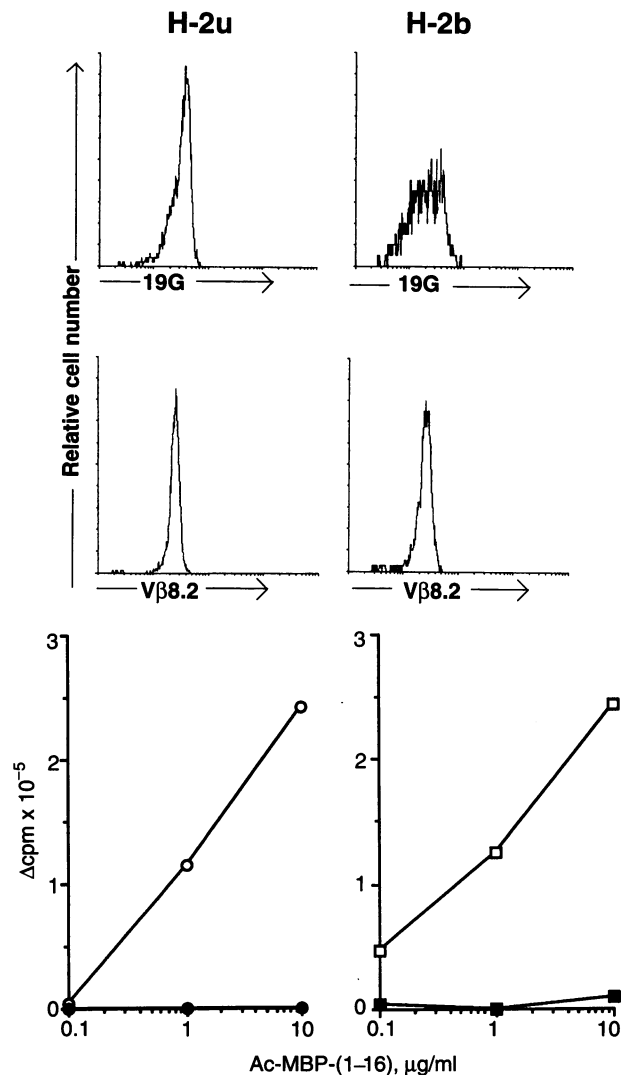 H-2u H-2b
Relative cell number
19G 19G
Vβ8.2 Vβ8.2
3 3
2 2
1 1
0 0
Δcpm x 10⁻⁵
0.1 1 10 0.1 1 10
Ac-MBP-(1–16), μg/ml